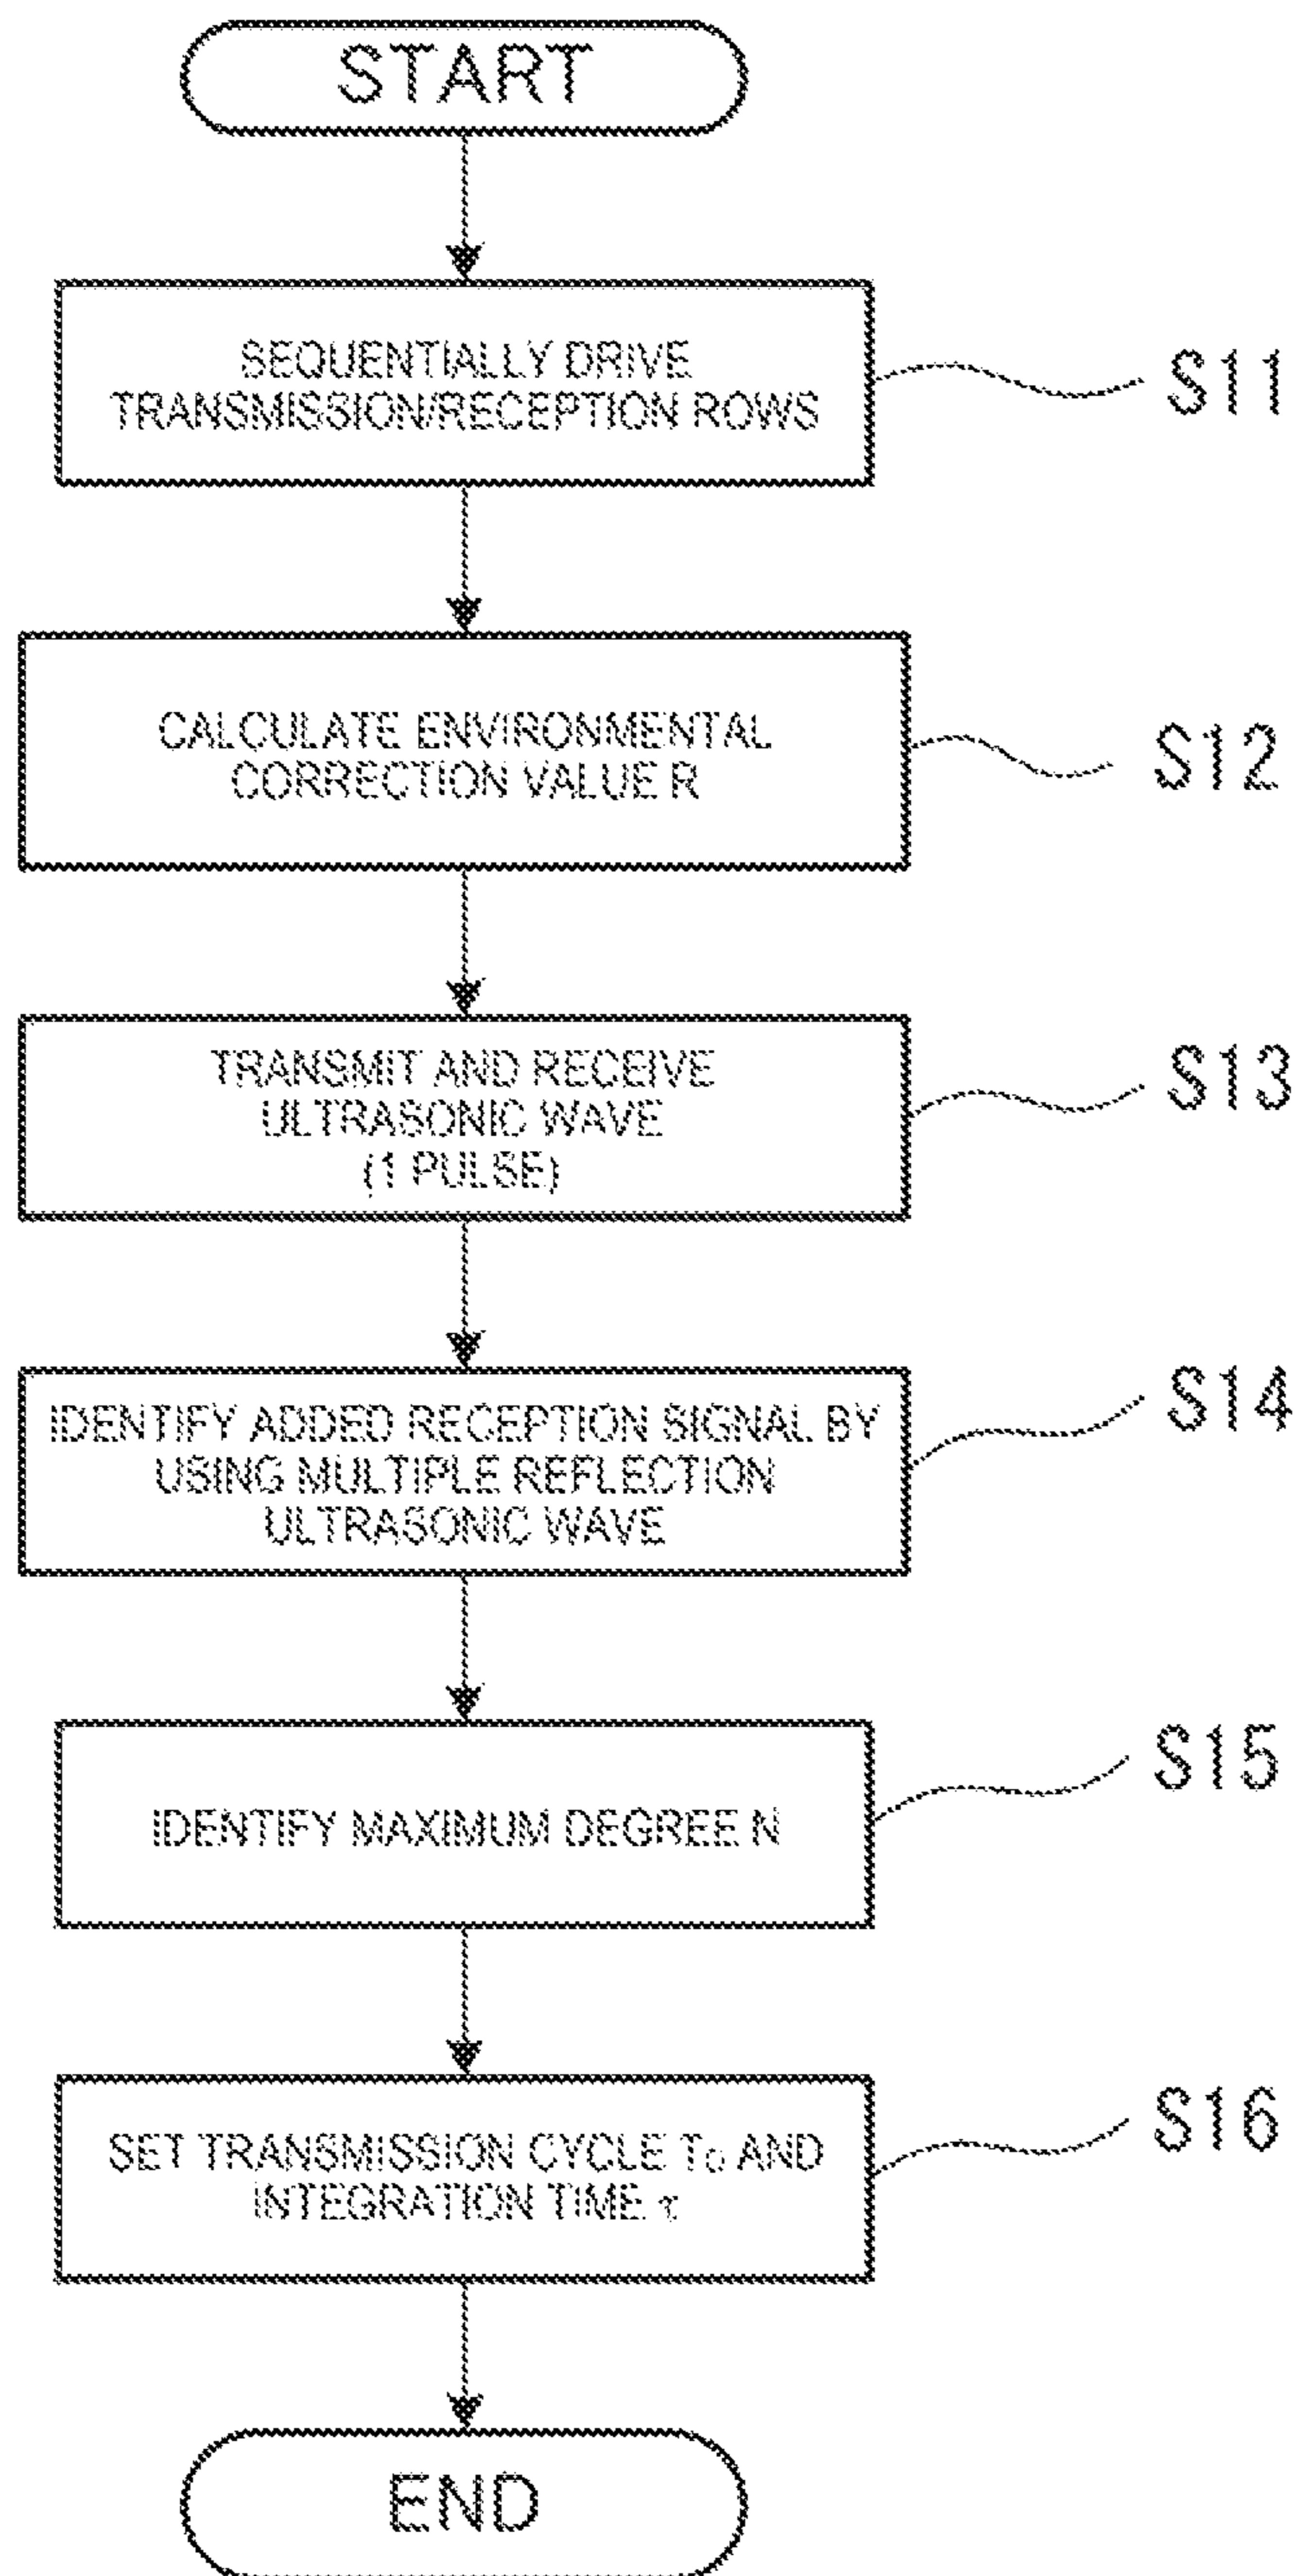 START
SEQUENTIALLY DRIVE
TRANSMISSION/RECEPTION ROWS
S11
CALCULATE ENVIRONMENTAL
CORRECTION VALUE R
S12
TRANSMIT AND RECEIVE
ULTRASONIC WAVE
(1 PULSE)
S13
IDENTIFY ADDED RECEPTION SIGNAL BY
USING MULTIPLE REFLECTION
ULTRASONIC WAVE
S14
IDENTIFY MAXIMUM DEGREE N
S15
SET TRANSMISSION CYCLE T₀ AND
INTEGRATION TIME τ
S16
END